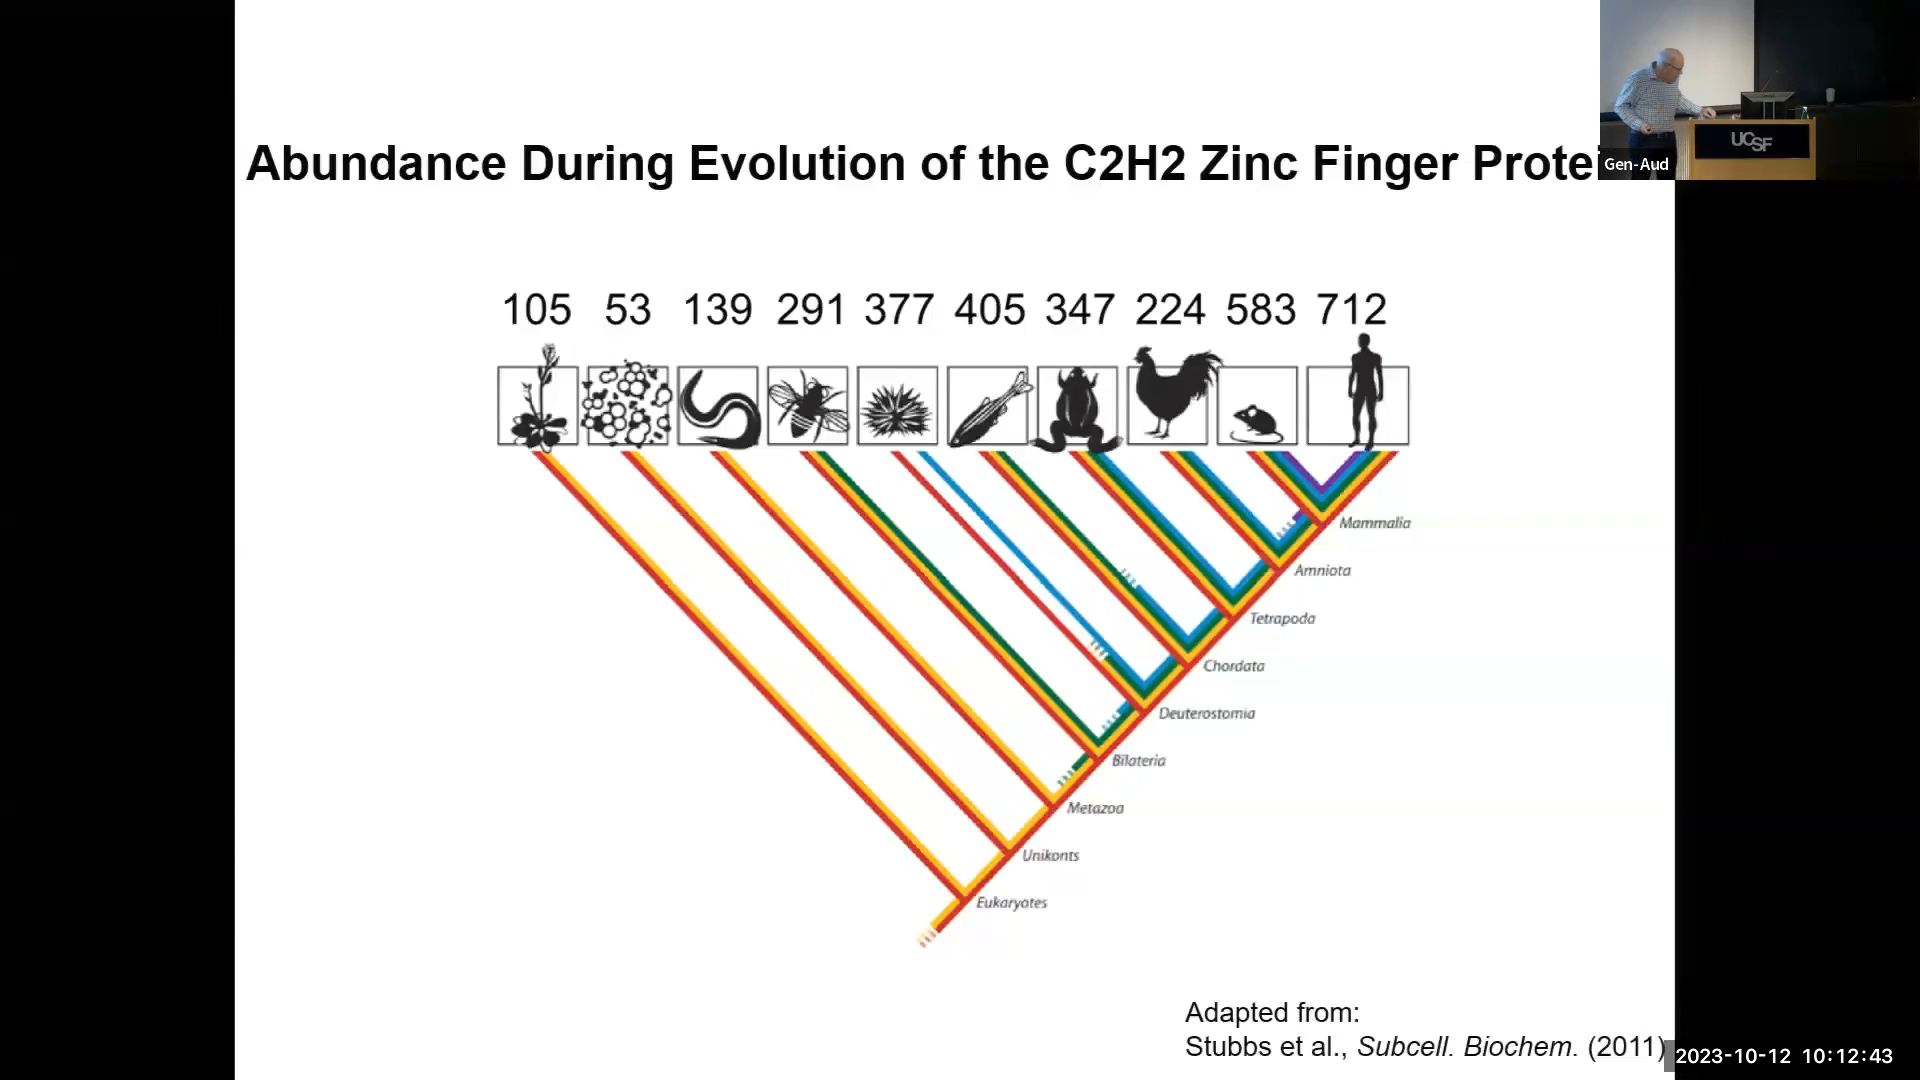 Abundance During Evolution of the C2H2 Zinc Finger Protei
UCSF
Gen-Aud
105 53 139 291 377 405 347 224 583 712
Mammalia
Amniota
Tetrapoda
Chordata
Deuterostomia
Bilateria
Metazoa
Unikonts
Eukaryotes
Adapted from:
Stubbs et al., Subcell. Biochem. (2011)
2023-10-12 10:12:43